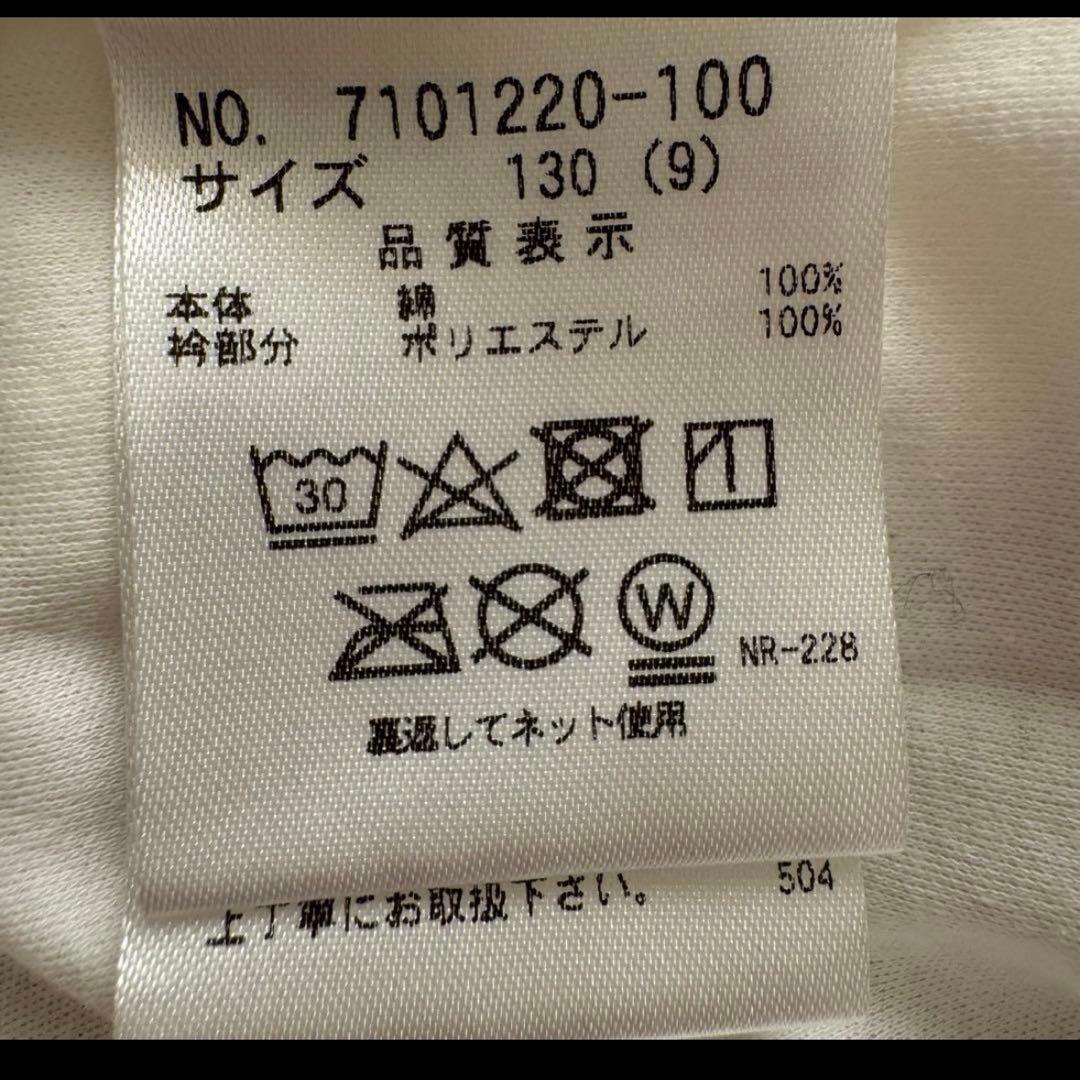 NO. 7101220-100
サイズ 130 (9)
品質表示
本体 綿 100%
衿部分 ポリエステル 100%
30
W
NR-228
裏返してネット使用
にお取扱下さい。 504